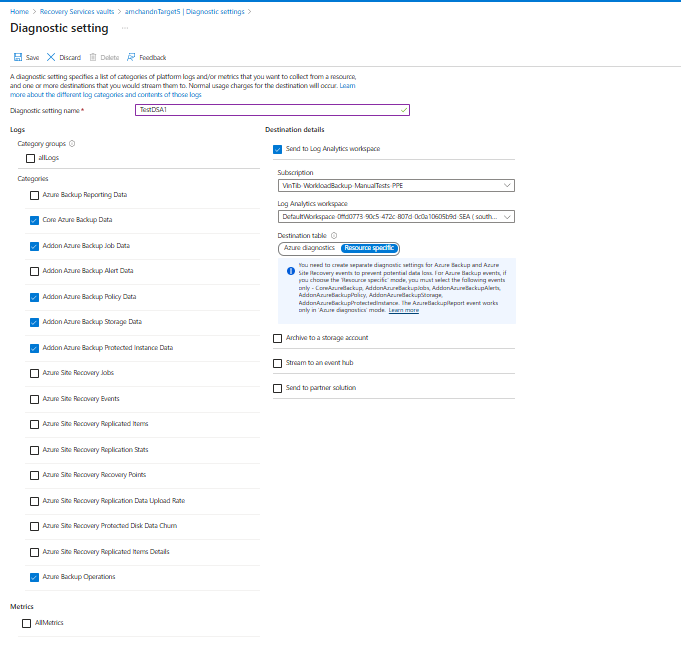 Home > Recovery Services vaults > amchandnTarget5 | Diagnostic settings >
Diagnostic setting ...
Save Discard Delete Feedback
A diagnostic setting specifies a list of categories of platform logs and/or metrics that you want to collect from a resource,
and one or more destinations that you would stream them to. Normal usage charges for the destination will occur. Learn
more about the different log categories and contents of those logs
Diagnostic setting name * TestDSA1
Logs
Category groups
allLogs
Categories
Azure Backup Reporting Data
Core Azure Backup Data
Addon Azure Backup Job Data
Addon Azure Backup Alert Data
Addon Azure Backup Policy Data
Addon Azure Backup Storage Data
Addon Azure Backup Protected Instance Data
Azure Site Recovery Jobs
Azure Site Recovery Events
Azure Site Recovery Replicated Items
Azure Site Recovery Replication Stats
Azure Site Recovery Recovery Points
Azure Site Recovery Replication Data Upload Rate
Azure Site Recovery Protected Disk Data Churn
Azure Site Recovery Replicated Items Details
Azure Backup Operations
Metrics
AllMetrics
Destination details
Send to Log Analytics workspace
Subscription
VinTib-WorkloadBackup-ManualTests-PPE
Log Analytics workspace
DefaultWorkspace-0ffd0773-90c5-472c-807d-0c0a10605b9d-SEA ( south...
Destination table
Azure diagnostics Resource specific
You need to create separate diagnostic settings for Azure Backup and Azure
Site Recovery events to prevent potential data loss. For Azure Backup events, if
you choose the 'Resource specific' mode, you must select the following events
only - CoreAzureBackup, AddonAzureBackupJobs, AddonAzureBackupAlerts,
AddonAzureBackupPolicy, AddonAzureBackupStorage,
AddonAzureBackupProtectedInstance. The AzureBackupReport event works
only in 'Azure diagnostics' mode. Learn more
Archive to a storage account
Stream to an event hub
Send to partner solution